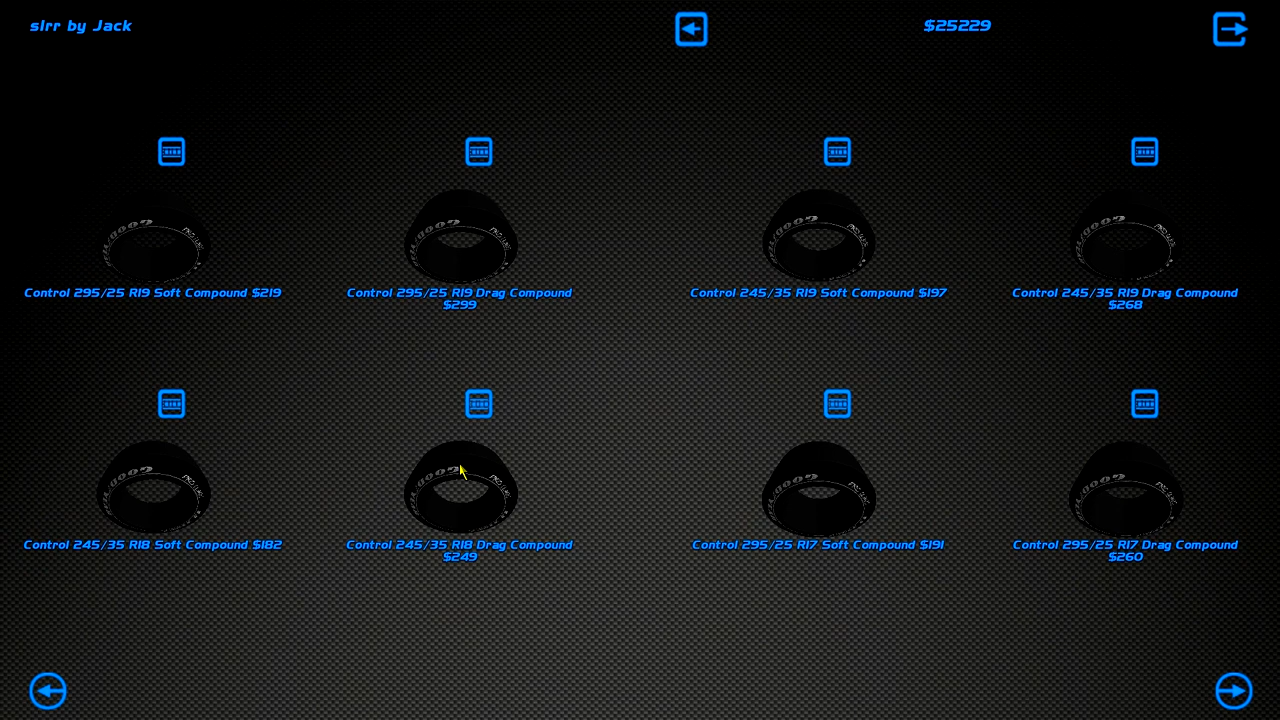 sirr by Jack
$25229
Control 295/25 R19 Soft Compound $219
Control 295/25 R19 Drag Compound
$299
Control 245/35 R19 Soft Compound $197
Control 245/35 R19 Drag Compound
$268
Control 245/35 R18 Soft Compound $182
Control 245/35 R18 Drag Compound
$249
Control 295/25 R17 Soft Compound $191
Control 295/25 R17 Drag Compound
$260